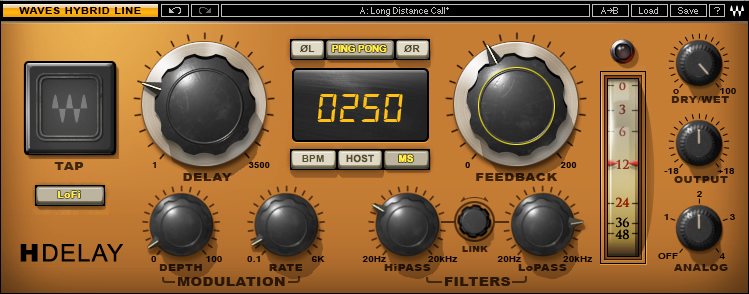 WAVES HYBRID LINE
A: Long Distance Call*
A→B
Load
Save
?
ØL
PING PONG
ØR
0250
BPM
HOST
MS
TAP
LoFi
1
3500
DELAY
0
200
FEEDBACK
0
3
6
12
24
36
48
0
100
DRY/WET
-18
+18
OUTPUT
OFF
1
2
3
4
ANALOG
H DELAY
0
100
DEPTH
0.1
6K
RATE
MODULATION
20Hz
20kHz
HiPASS
LINK
20Hz
20kHz
LoPASS
FILTERS